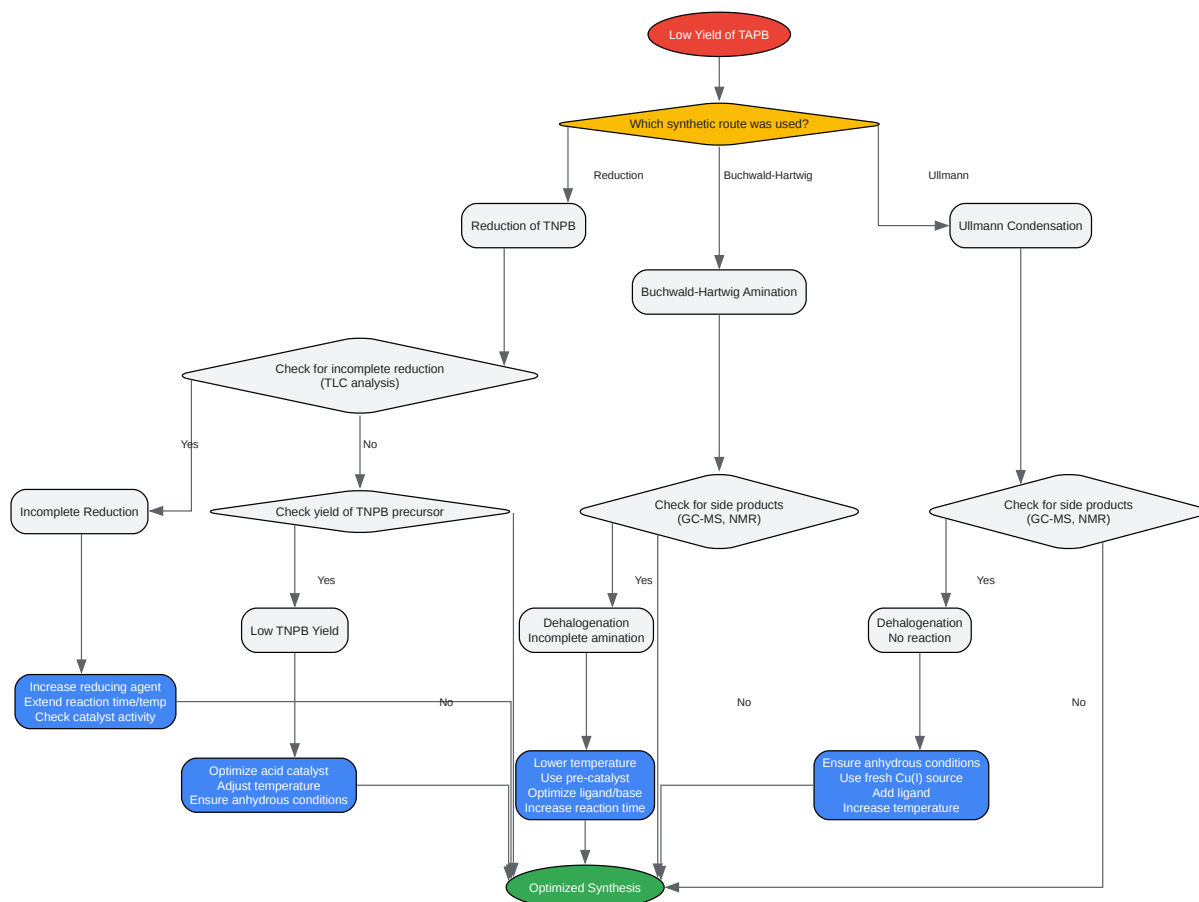 Low Yield of TAPB
Which synthetic route was used?
Reduction
Buchwald-Hartwig
Ullmann
Reduction of TNPB
Ullmann Condensation
Buchwald-Hartwig Amination
Check for incomplete reduction
(TLC analysis)
Yes
No
Incomplete Reduction
Check yield of TNPB precursor
Check for side products
(GC-MS, NMR)
Check for side products
(GC-MS, NMR)
Yes
Yes
Yes
Low TNPB Yield
Dehalogenation
Incomplete amination
Dehalogenation
No reaction
Increase reducing agent
Extend reaction time/temp
Check catalyst activity
No
No
No
Optimize acid catalyst
Adjust temperature
Ensure anhydrous conditions
Lower temperature
Use pre-catalyst
Optimize ligand/base
Increase reaction time
Ensure anhydrous conditions
Use fresh Cu(I) source
Add ligand
Increase temperature
Optimized Synthesis